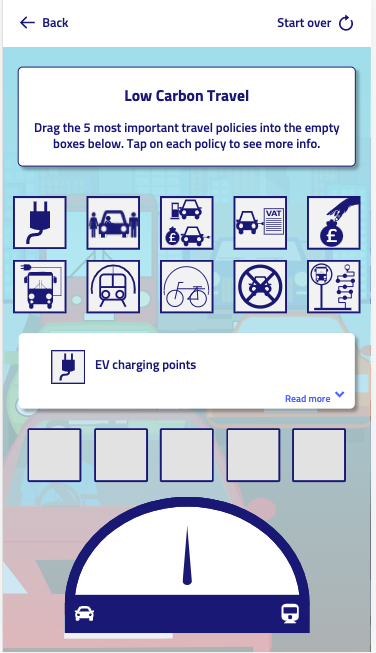 Back
Start over
Low Carbon Travel
Drag the 5 most important travel policies into the empty
boxes below. Tap on each policy to see more info.
£
VAT
£
EV charging points
Read more